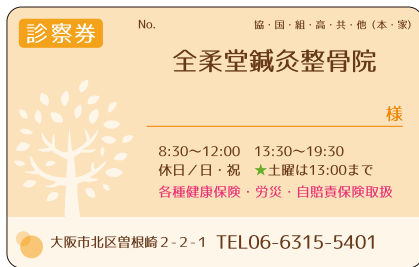 診察券
No.
協・国・組・高・共・他（本・家）
全柔堂鍼灸整骨院
様
8:30～12:00　13:30～19:30
休日／日・祝　★土曜は13:00まで
各種健康保険・労災・自賠責保険取扱
大阪市北区曽根崎2-2-1　TEL06-6315-5401